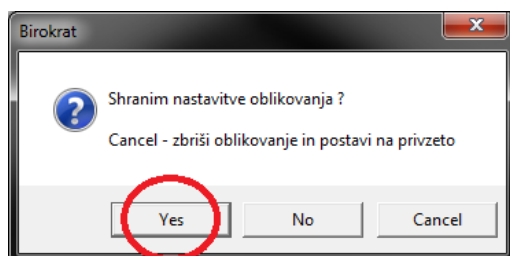 Birokrat
Shranim nastavitve oblikovanja ?
Cancel - zbriši oblikovanje in postavi na privzeto
Yes No Cancel